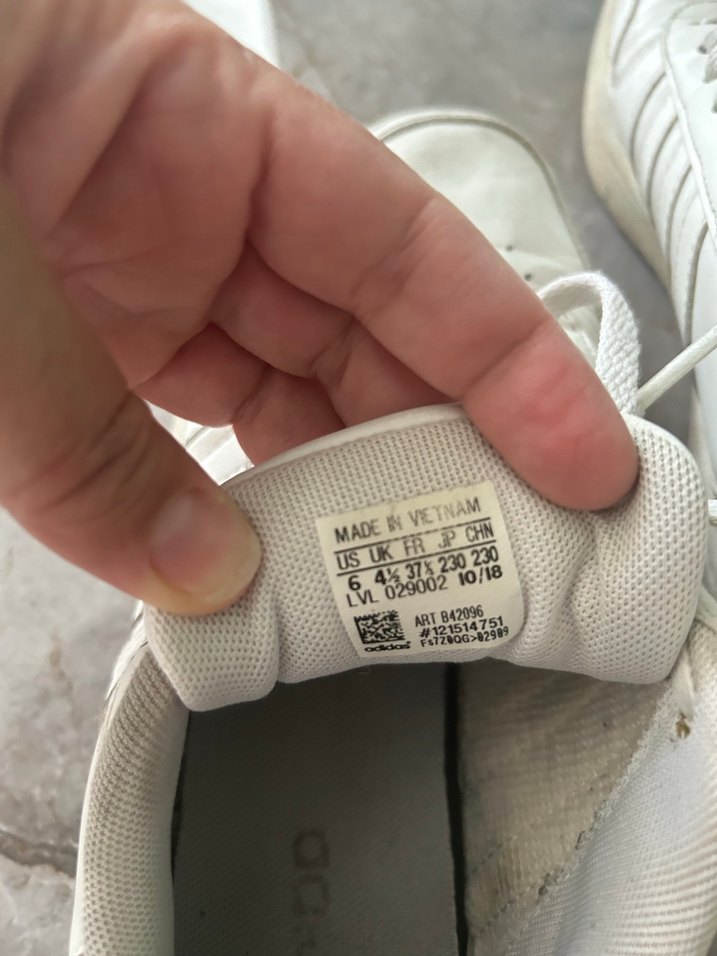 MADE IN VIETNAM
US UK FR JP CHN
6 4½ 37⅓ 230 230
LVL 029002 10/18
ART B42096
#121514751
adidas